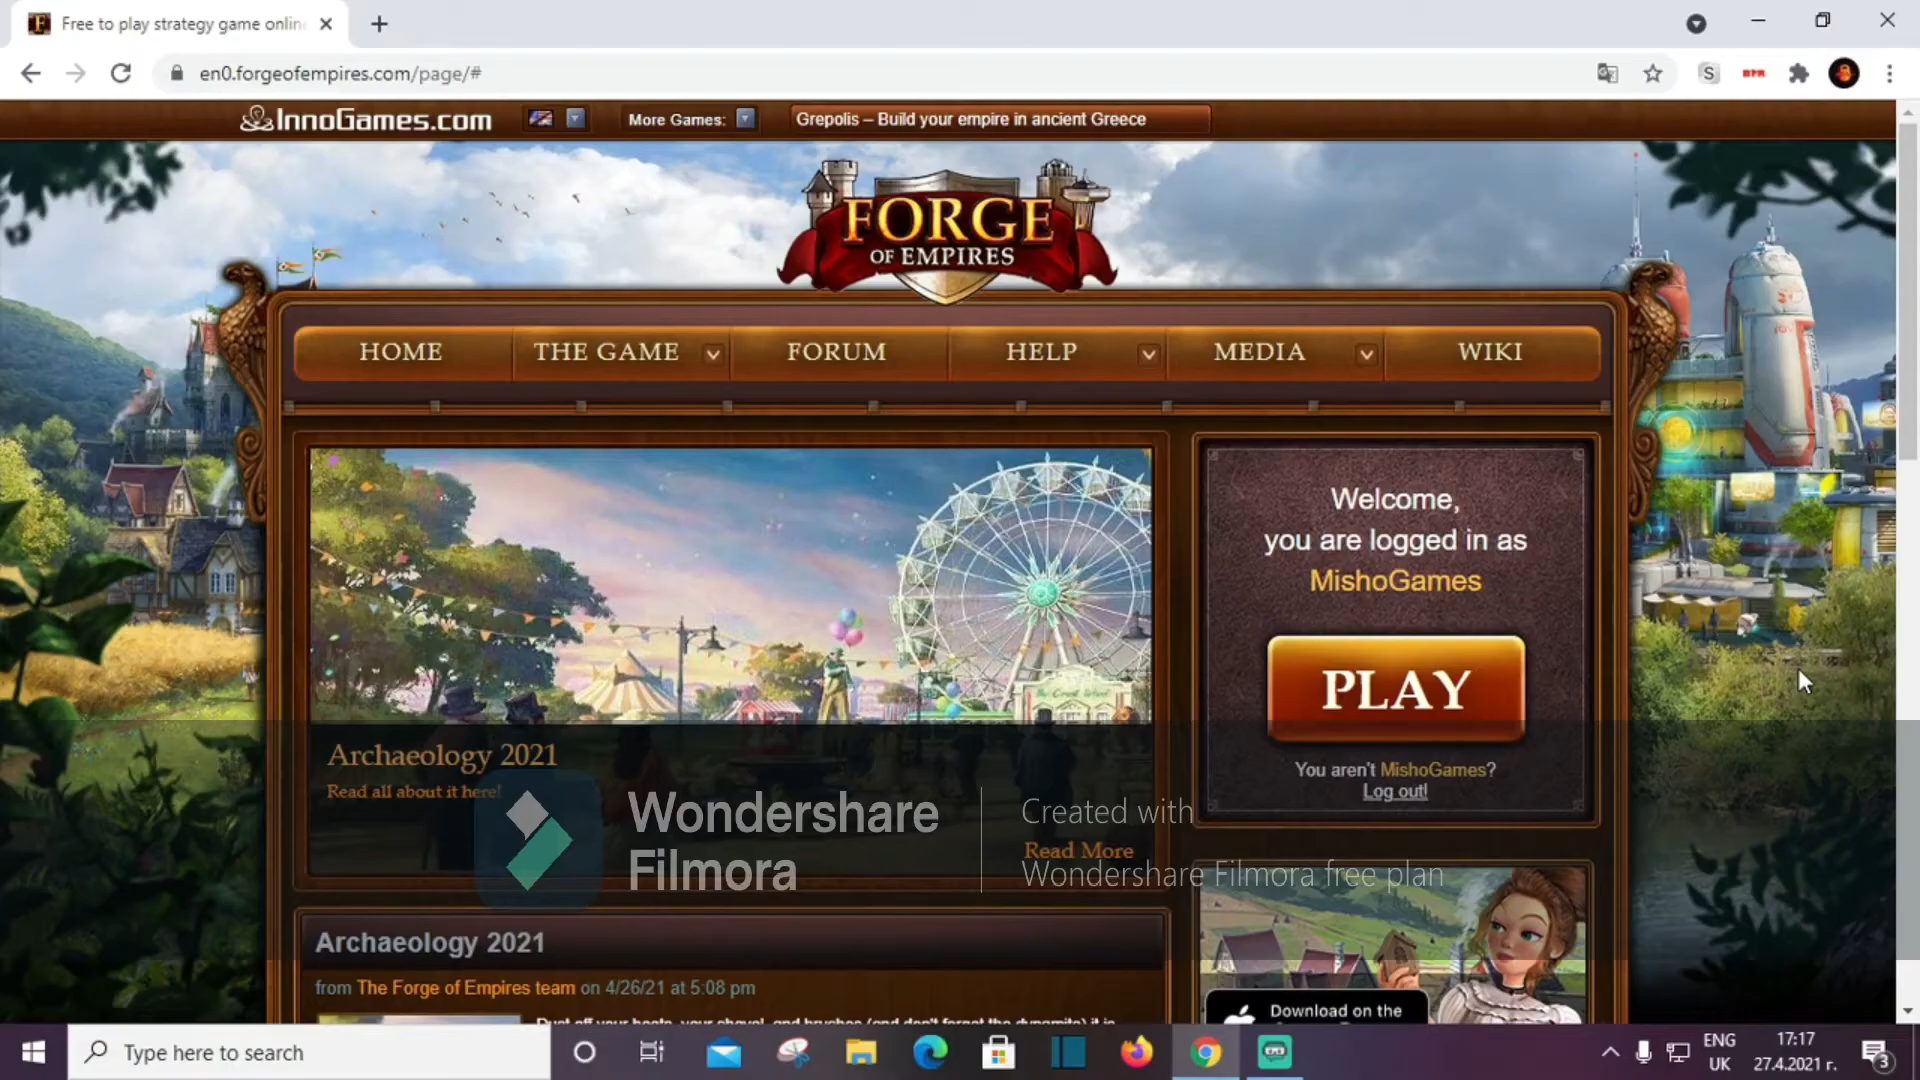 Free to play strategy game onlin
en0.forgeofempires.com/page/#
InnoGames.com
More Games:
Grepolis – Build your empire in ancient Greece
FORGE
OF EMPIRES
HOME
THE GAME
FORUM
HELP
MEDIA
WIKI
Welcome,
you are logged in as
MishoGames
PLAY
You aren't MishoGames?
Log out!
Archaeology 2021
Read all about it here!
Read More
Wondershare
Filmora
Created with
Wondershare Filmora free plan
Archaeology 2021
from The Forge of Empires team on 4/26/21 at 5:08 pm
Download on the
Type here to search
ENG
UK
17:17
27.4.2021 г.
3